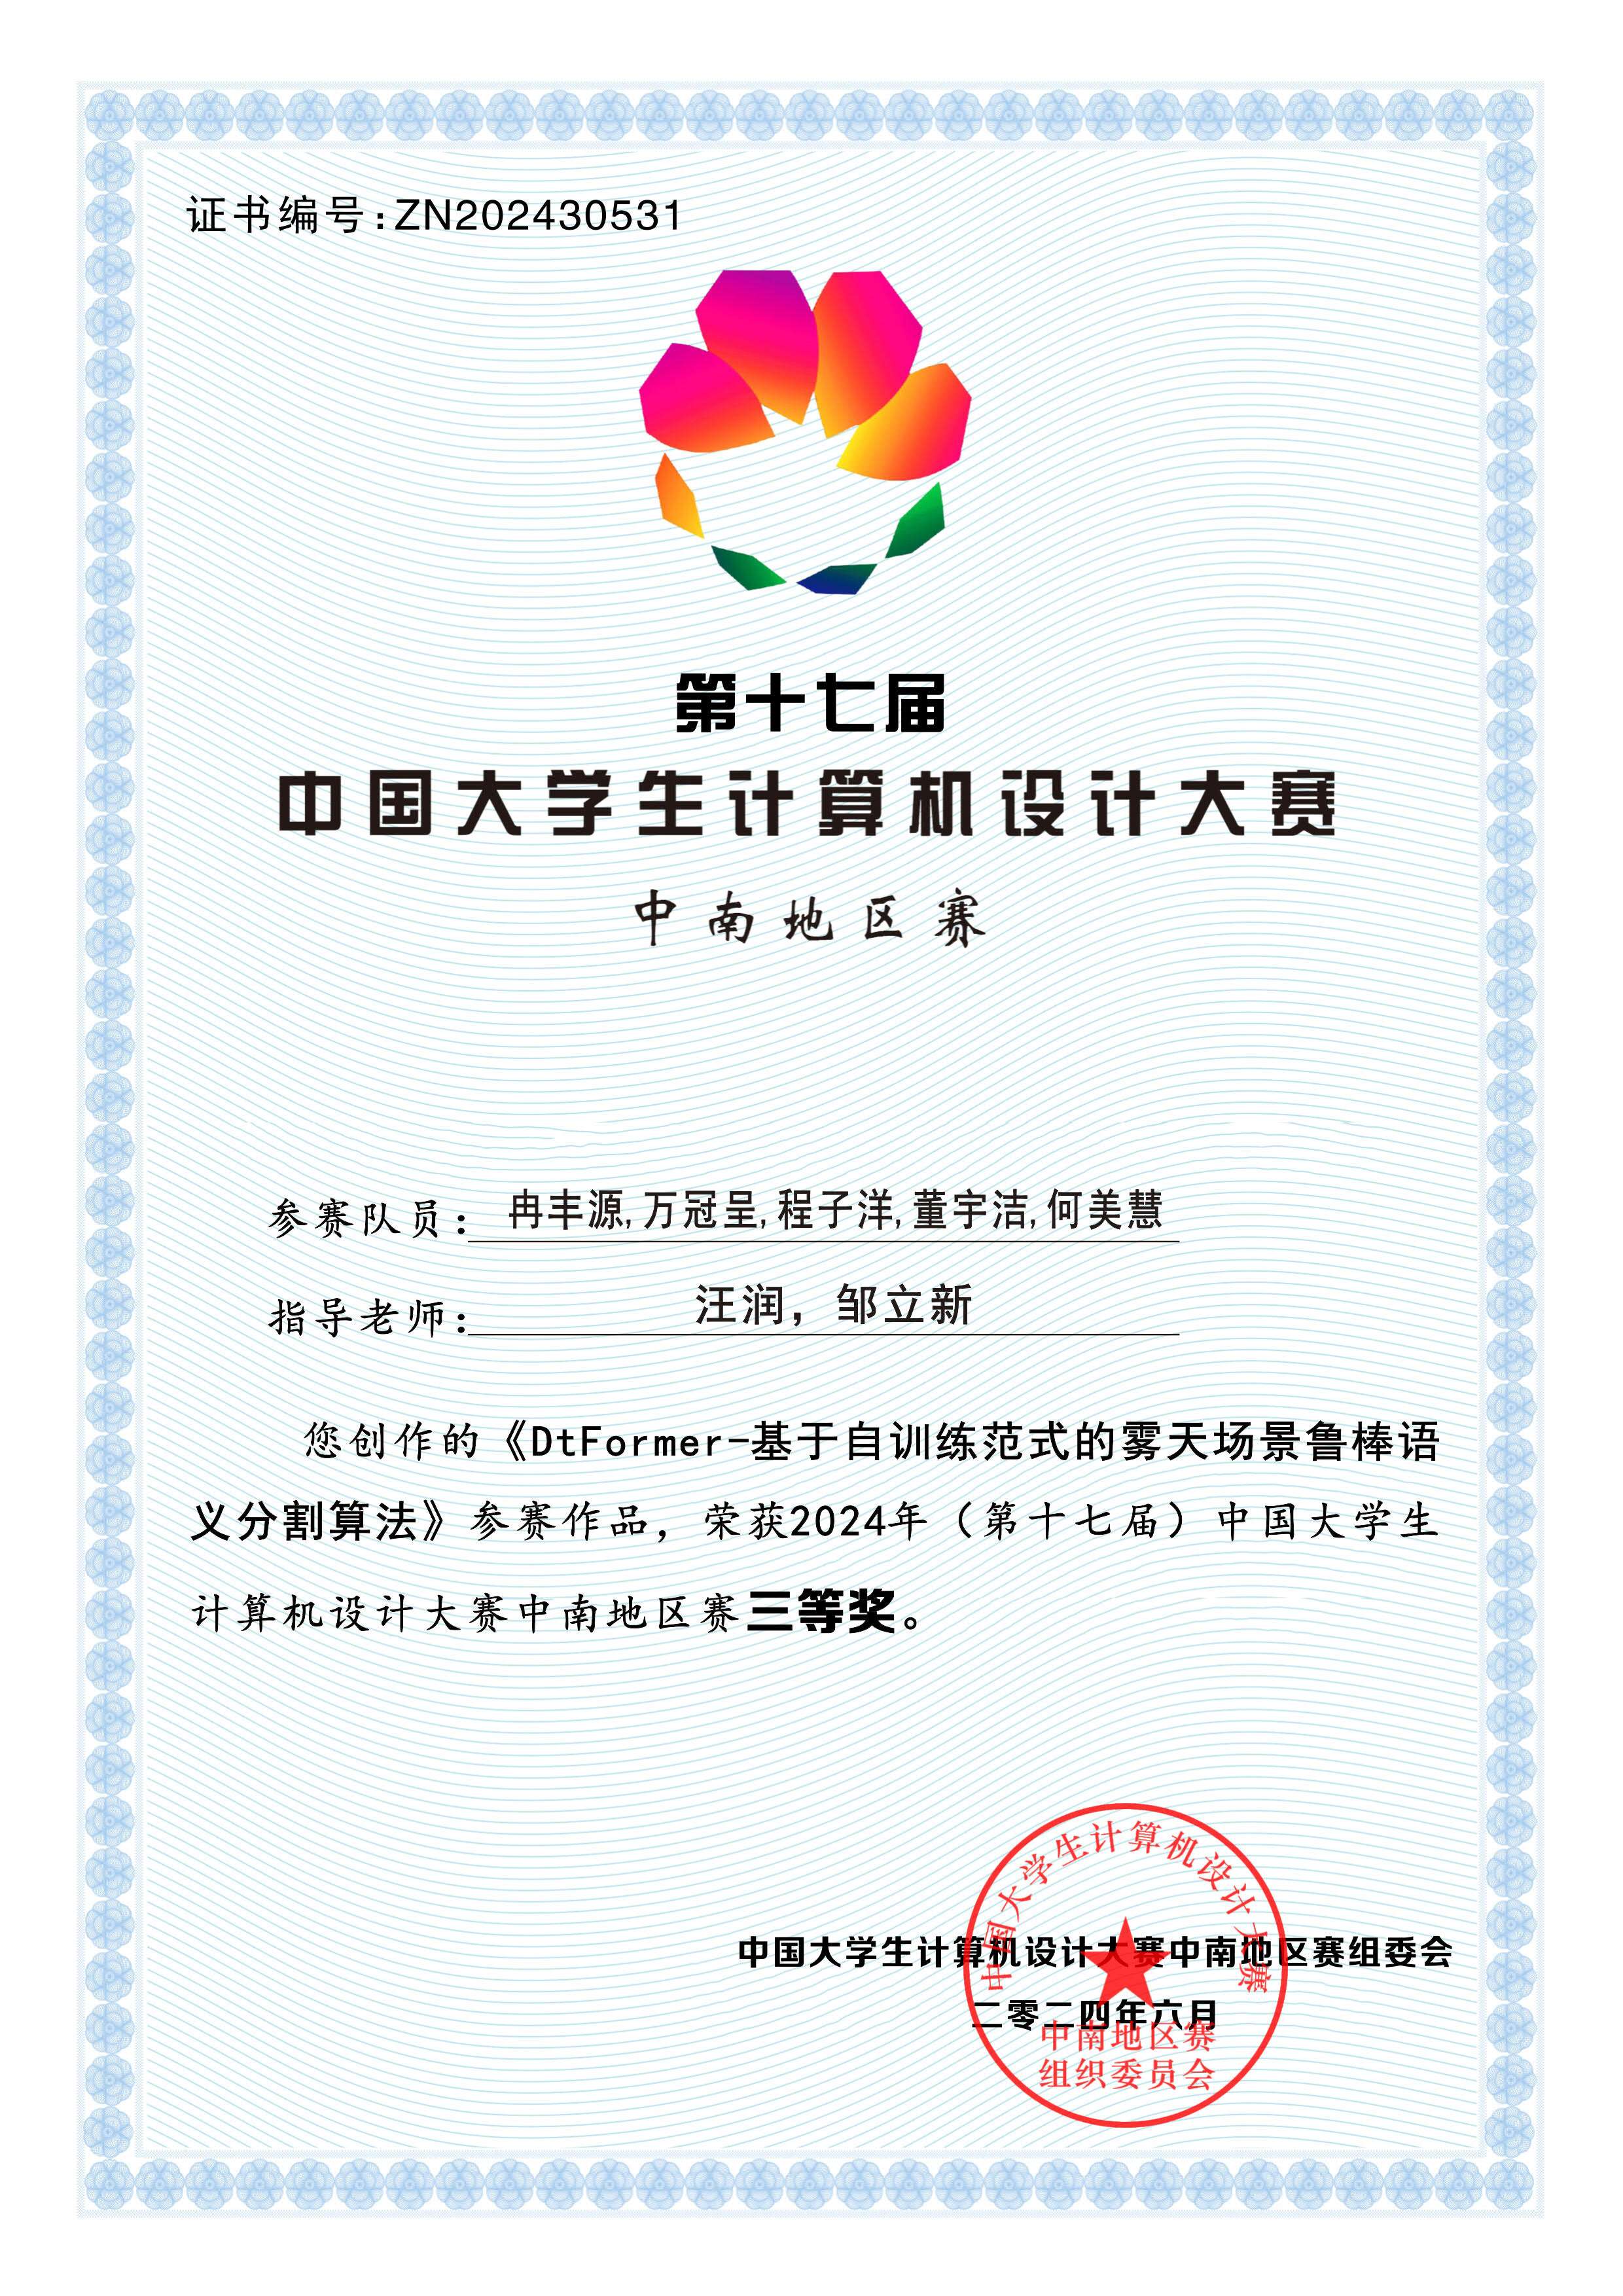 证书编号:ZN202430531
第十七届
中国大学生计算机设计大赛
中南地区赛
参赛队员: 冉丰源,万冠呈,程子洋,董宇洁,何美慧
指导老师: 汪润，邹立新
您创作的《DtFormer-基于自训练范式的雾天场景鲁棒语
义分割算法》参赛作品，荣获2024年（第十七届）中国大学生
计算机设计大赛中南地区赛三等奖。
中国大学生计算机设计大赛
中国大学生计算机设计大赛中南地区赛组委会
二零二四年六月
中南地区赛
组织委员会